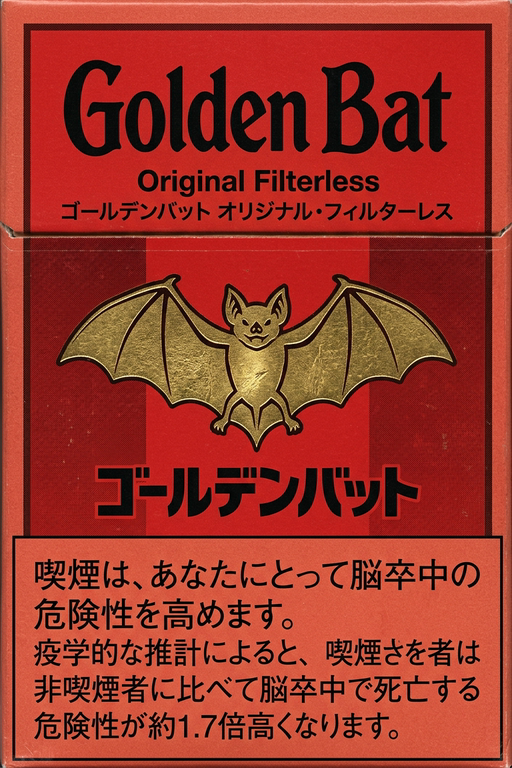 Golden Bat
Original Filterless
ゴールデンバット オリジナル・フィルターレス
ゴールデンバット
喫煙は、あなたにとって脳卒中の
危険性を高めます。
疫学的な推計によると、喫煙さを者は
非喫煙者に比べて脳卒中で死亡する
危険性が約1.7倍高くなります。